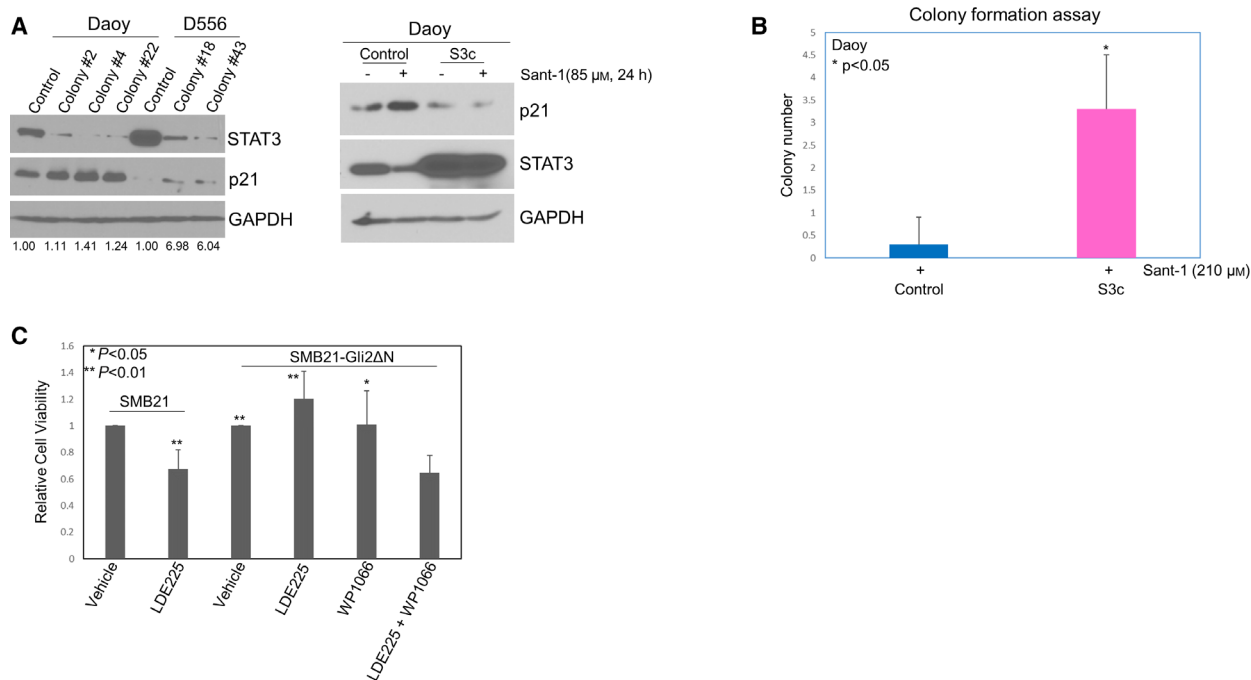 A
Daoy
D556
Control
Colony #2
Colony #4
Colony #22
Control
Colony #18
Colony #43
STAT3
p21
GAPDH
1.00 1.11 1.41 1.24 1.00 6.98 6.04
Daoy
Control S3c
- + - + Sant-1(85 μM, 24 h)
p21
STAT3
GAPDH
B
Colony formation assay
Daoy
* p<0.05
*
Colony number
5
4.5
4
3.5
3
2.5
2
1.5
1
0.5
0
+ + Sant-1 (210 μM)
Control S3c
C
* P<0.05
** P<0.01
SMB21
SMB21-Gli2ΔN
** ** ** *
Relative Cell Viability
1.6
1.4
1.2
1
0.8
0.6
0.4
0.2
0
Vehicle
LDE225
Vehicle
LDE225
WP1066
LDE225 + WP1066